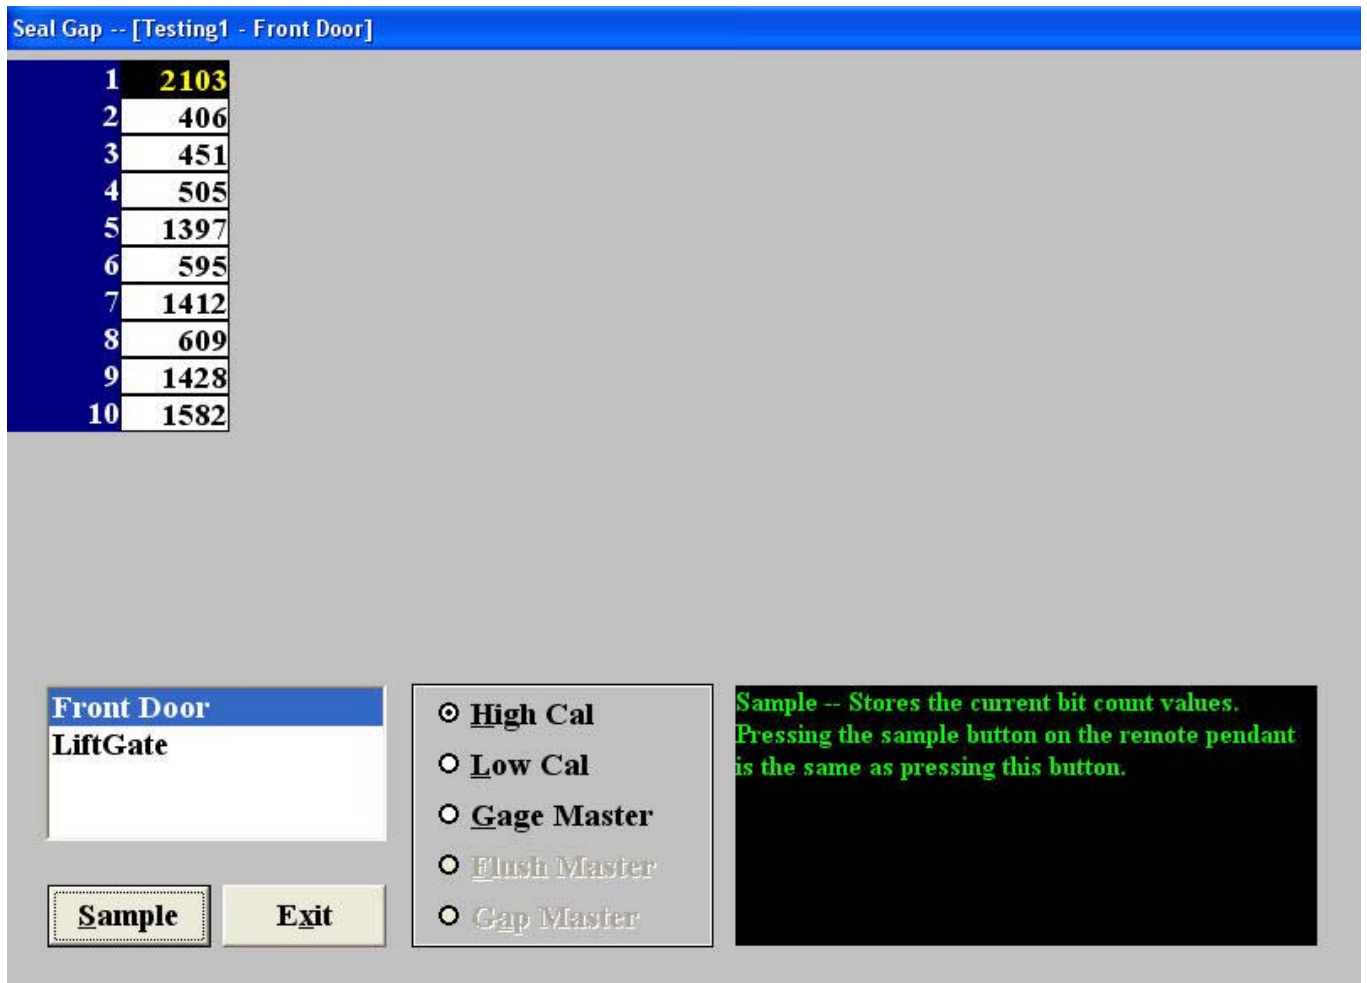 Seal Gap -- [Testing1 - Front Door]
1 2103
2 406
3 451
4 505
5 1397
6 595
7 1412
8 609
9 1428
10 1582
Front Door
LiftGate
Sample Exit
High Cal
Low Cal
Gage Master
Flush Master
Gap Master
Sample -- Stores the current bit count values.
Pressing the sample button on the remote pendant
is the same as pressing this button.